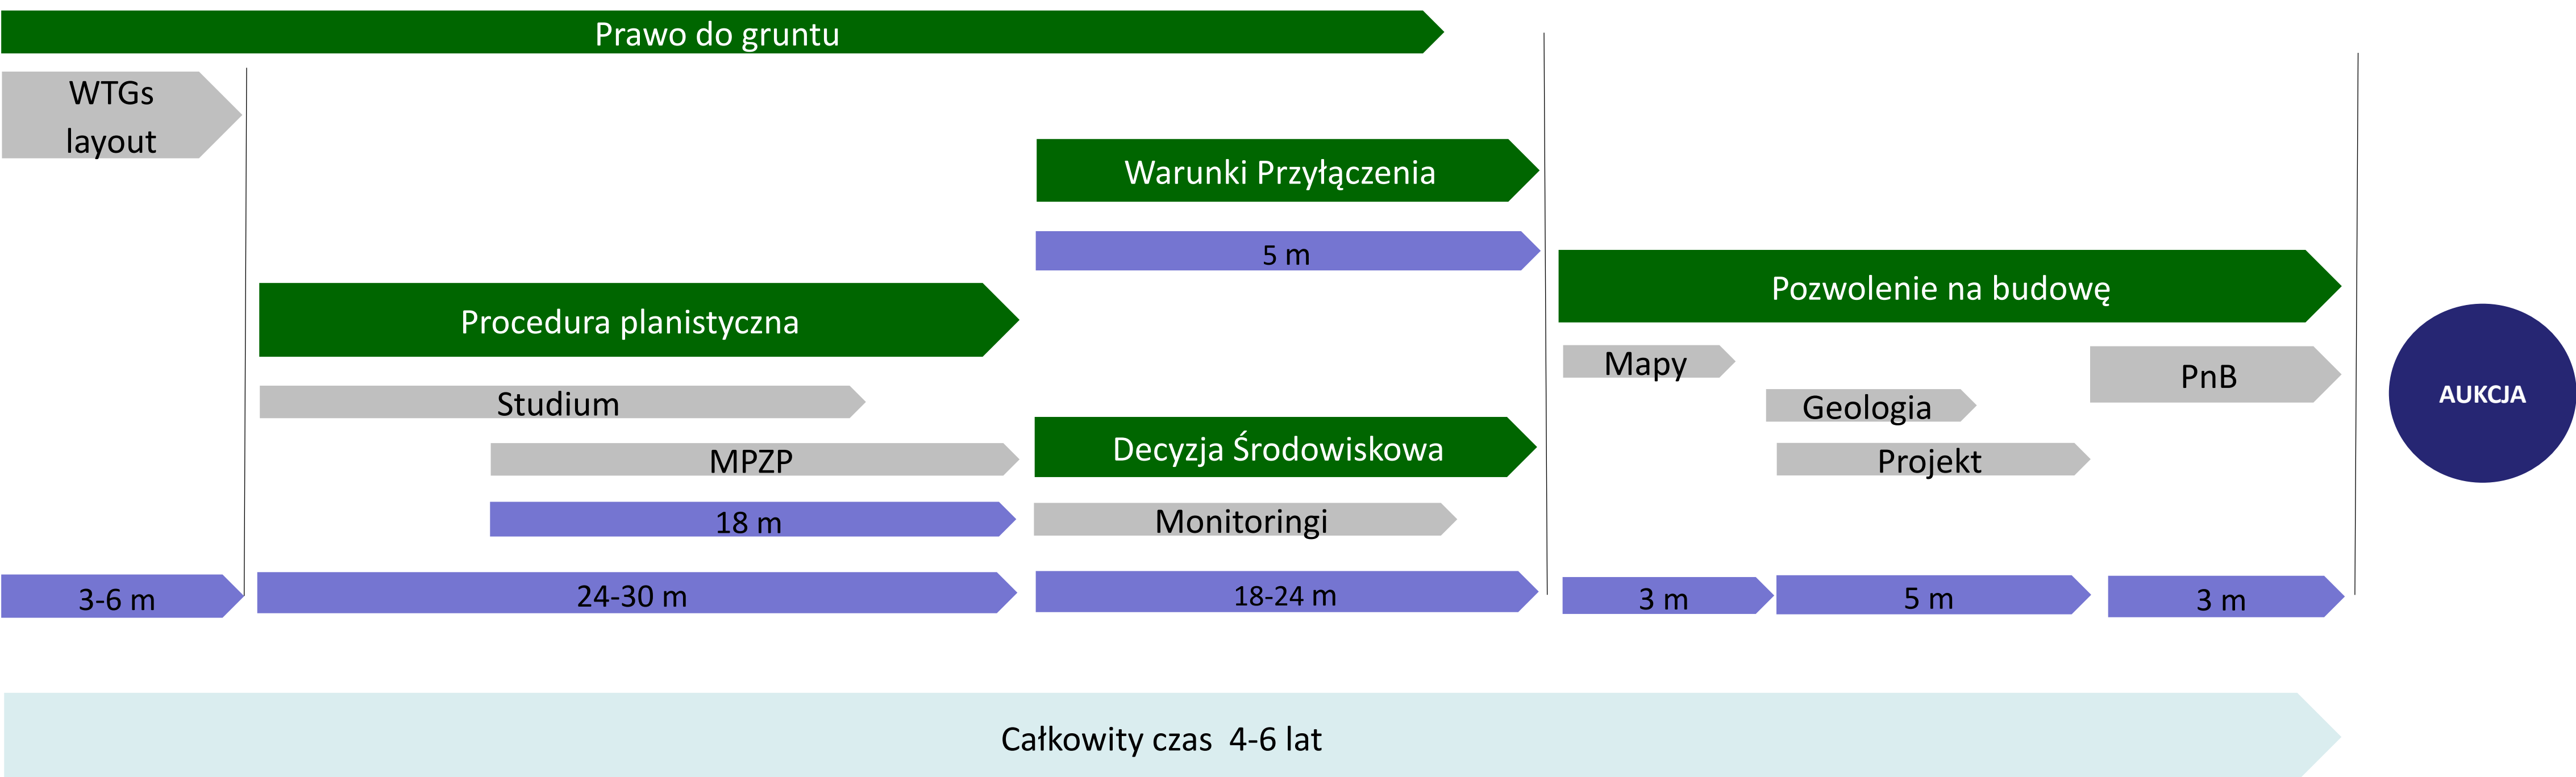 Prawo do gruntu
WTGs
layout
Warunki Przyłączenia
5 m
Pozwolenie na budowę
Procedura planistyczna
Mapy
PnB
AUKCJA
Studium
Geologia
Decyzja Środowiskowa
MPZP
Projekt
18 m
Monitoringi
3-6 m
24-30 m
18-24 m
3 m
5 m
3 m
Całkowity czas 4-6 lat